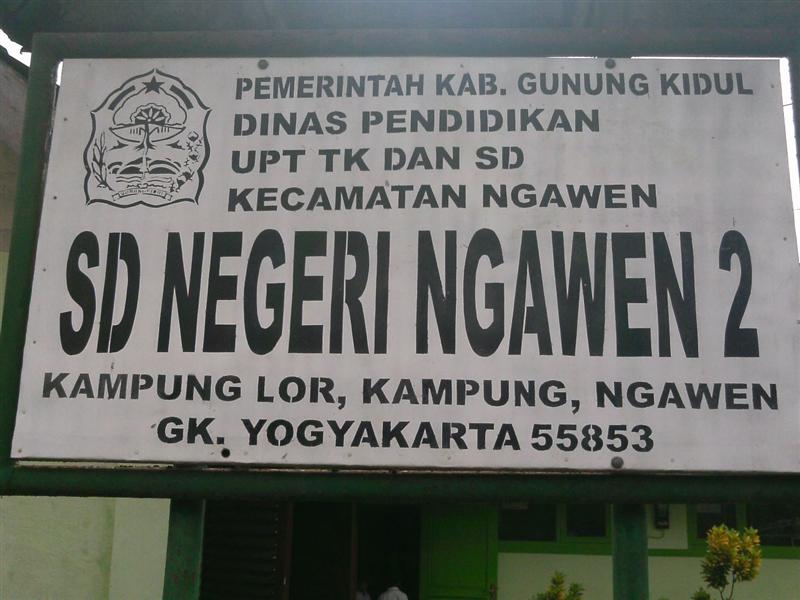 PEMERINTAH KAB. GUNUNG KIDUL
DINAS PENDIDIKAN
UPT TK DAN SD
KECAMATAN NGAWEN
SD NEGERI NGAWEN 2
KAMPUNG LOR, KAMPUNG, NGAWEN
GK. YOGYAKARTA 55853